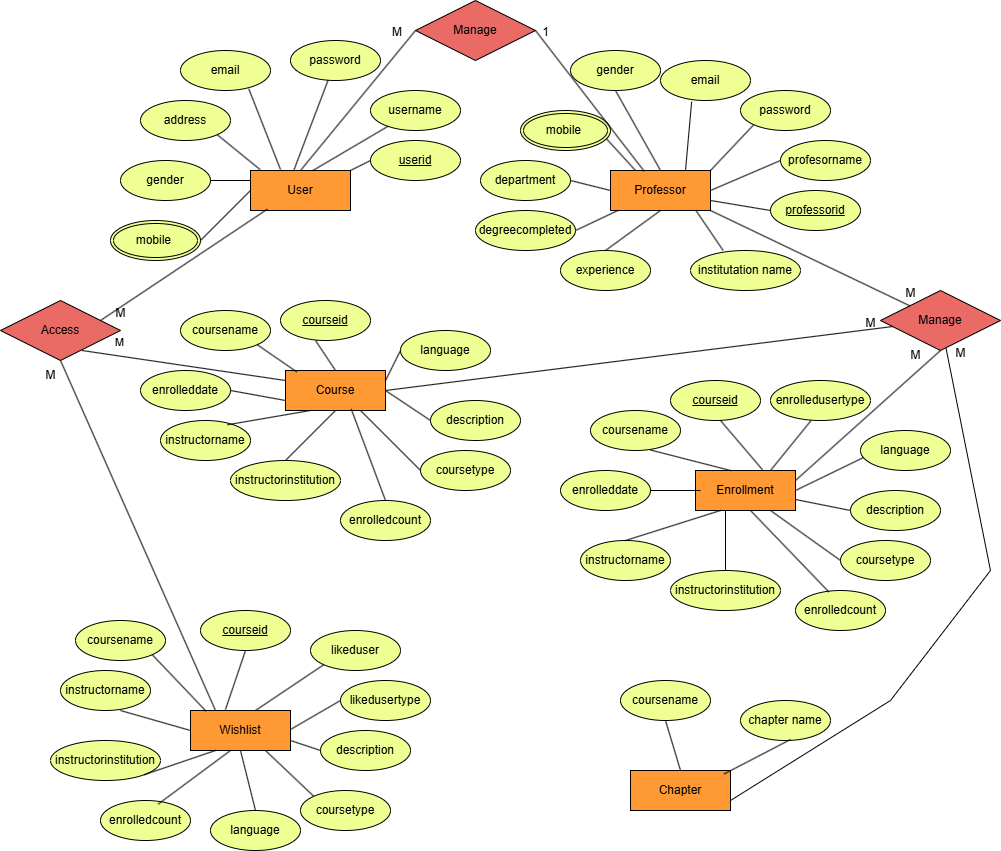 Manage
M
1
password
email
gender
email
username
password
address
mobile
userid
profesorname
gender
User
department
Professor
professorid
mobile
degreecompleted
experience
institutation name
M
M
Access
M
coursename
courseid
M
Manage
M
language
M
M
Course
enrolleddate
courseid
enrolledusertype
description
instructorname
coursename
language
coursetype
instructorinstitution
enrolleddate
Enrollment
description
enrolledcount
instructorname
coursetype
instructorinstitution
enrolledcount
courseid
coursename
likeduser
instructorname
likedusertype
coursename
chapter name
Wishlist
description
instructorinstitution
Chapter
coursetype
enrolledcount
language